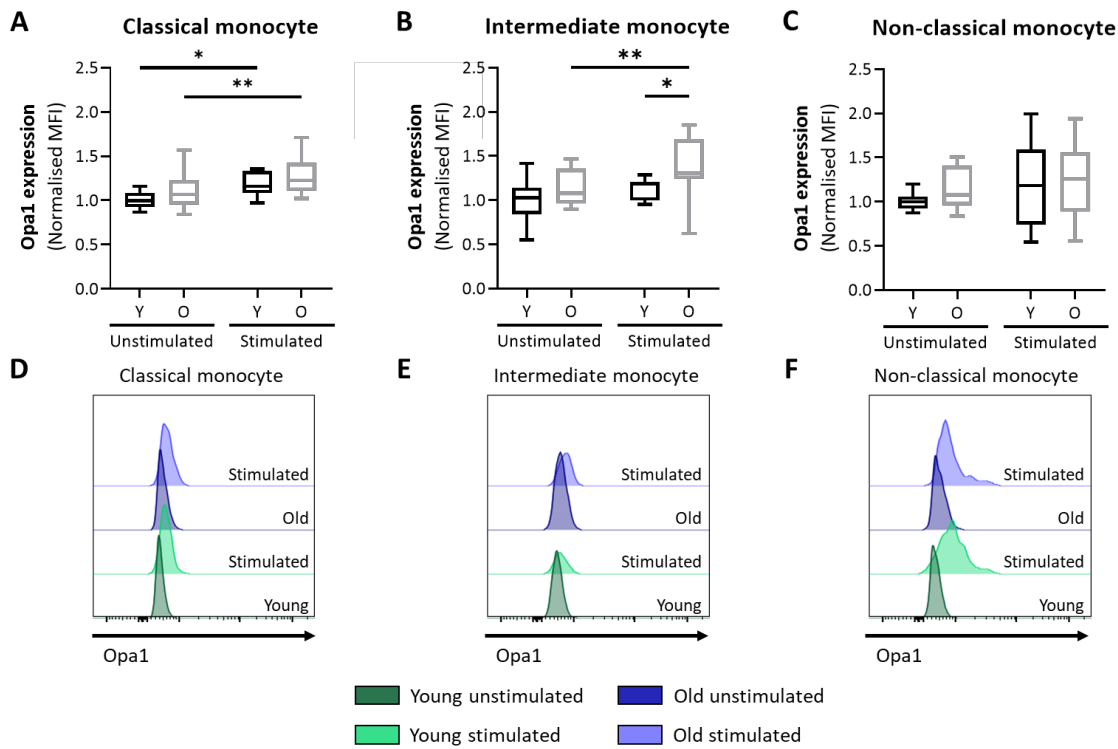 A
Classical monocyte
B
Intermediate monocyte
C
Non-classical monocyte
Opa1 expression
(Normalised MFI)
2.5
2.0
1.5
1.0
0.5
0.0
*
**
Y
O
Y
O
Unstimulated
Stimulated
Opa1 expression
(Normalised MFI)
2.5
2.0
1.5
1.0
0.5
0.0
**
*
Y
O
Y
O
Unstimulated
Stimulated
Opa1 expression
(Normalised MFI)
2.5
2.0
1.5
1.0
0.5
0.0
Y
O
Y
O
Unstimulated
Stimulated
D
Classical monocyte
Stimulated
Old
Stimulated
Young
Opa1
E
Intermediate monocyte
Stimulated
Old
Stimulated
Young
Opa1
F
Non-classical monocyte
Stimulated
Old
Stimulated
Young
Opa1
Young unstimulated
Old unstimulated
Young stimulated
Old stimulated